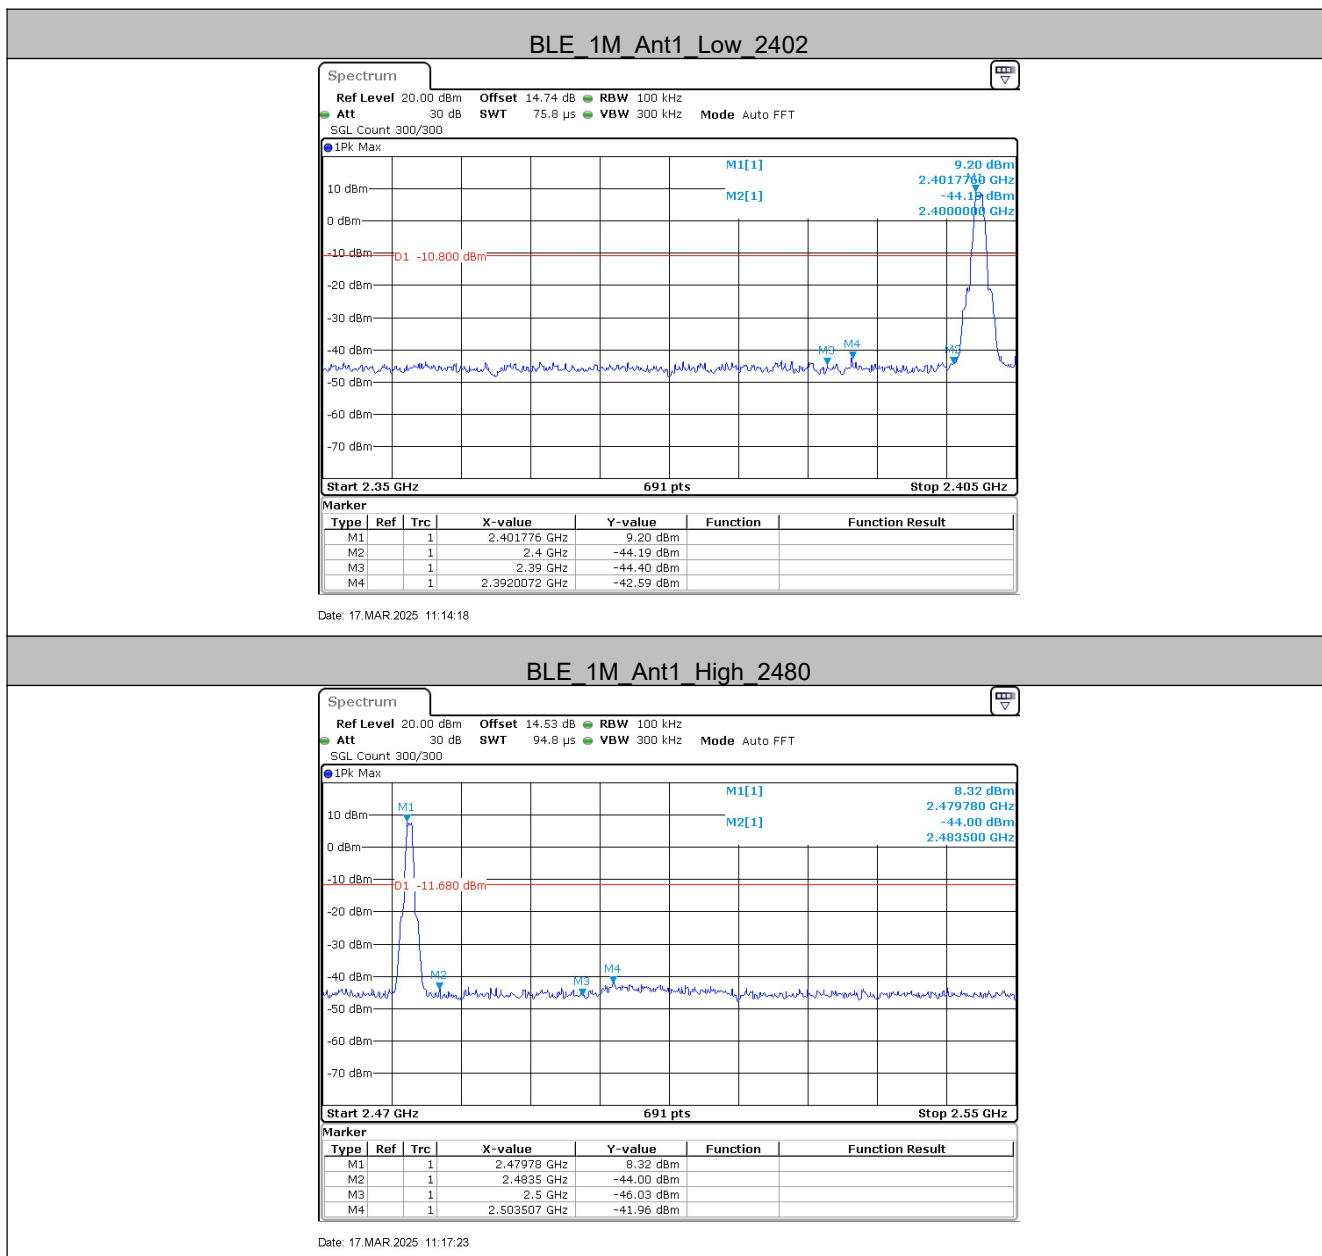 BLE_1M_Ant1_Low_2402
Spectrum
Ref Level 20.00 dBm Offset 14.74 dB RBW 100 kHz
Att 30 dB SWT 75.8 µs VBW 300 kHz Mode Auto FFT
SGL Count 300/300
1Pk Max
M1[1] 9.20 dBm
2.4017760 GHz
M2[1] -44.19 dBm
2.4000000 GHz
M1
10 dBm
0 dBm
-10 dBm
D1 -10.800 dBm
-20 dBm
-30 dBm
-40 dBm
M3 M4 M2
-50 dBm
-60 dBm
-70 dBm
Start 2.35 GHz 691 pts Stop 2.405 GHz
Marker
Type Ref Trc X-value Y-value Function Function Result
M1 1 2.401776 GHz 9.20 dBm
M2 1 2.4 GHz -44.19 dBm
M3 1 2.39 GHz -44.40 dBm
M4 1 2.3920072 GHz -42.59 dBm
Date: 17.MAR.2025 11:14:18
BLE_1M_Ant1_High_2480
Spectrum
Ref Level 20.00 dBm Offset 14.53 dB RBW 100 kHz
Att 30 dB SWT 94.8 µs VBW 300 kHz Mode Auto FFT
SGL Count 300/300
1Pk Max
M1[1] 8.32 dBm
2.479780 GHz
M2[1] -44.00 dBm
2.483500 GHz
M1
10 dBm
0 dBm
-10 dBm
D1 -11.680 dBm
-20 dBm
-30 dBm
-40 dBm
M2 M3 M4
-50 dBm
-60 dBm
-70 dBm
Start 2.47 GHz 691 pts Stop 2.55 GHz
Marker
Type Ref Trc X-value Y-value Function Function Result
M1 1 2.47978 GHz 8.32 dBm
M2 1 2.4835 GHz -44.00 dBm
M3 1 2.5 GHz -46.03 dBm
M4 1 2.503507 GHz -41.96 dBm
Date: 17.MAR.2025 11:17:23